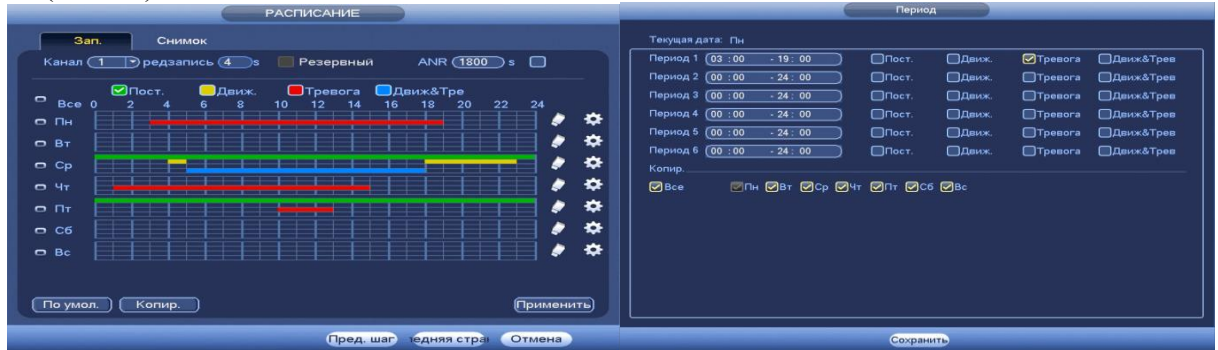 РАСПИСАНИЕ
Зап. Снимок
Канал 1 редзапись 4 s Резервный ANR 1800 s
Пост. Движ. Тревога Движ&Тре
Все 0 2 4 6 8 10 12 14 16 18 20 22 24
Пн
Вт
Ср
Чт
Пт
Сб
Вс
По умол. Копир. Применить
Пред. шаг едняя стра Отмена
Период
Текущая дата: Пн
Период 1 03 :00 - 19 : 00 Пост. Движ. Тревога Движ&Трев
Период 2 00 :00 - 24 : 00 Пост. Движ. Тревога Движ&Трев
Период 3 00 :00 - 24 : 00 Пост. Движ. Тревога Движ&Трев
Период 4 00 :00 - 24 : 00 Пост. Движ. Тревога Движ&Трев
Период 5 00 :00 - 24 : 00 Пост. Движ. Тревога Движ&Трев
Период 6 00 :00 - 24 : 00 Пост. Движ. Тревога Движ&Трев
Копир.
Все Пн Вт Ср Чт Пт Сб Вс
Сохранить